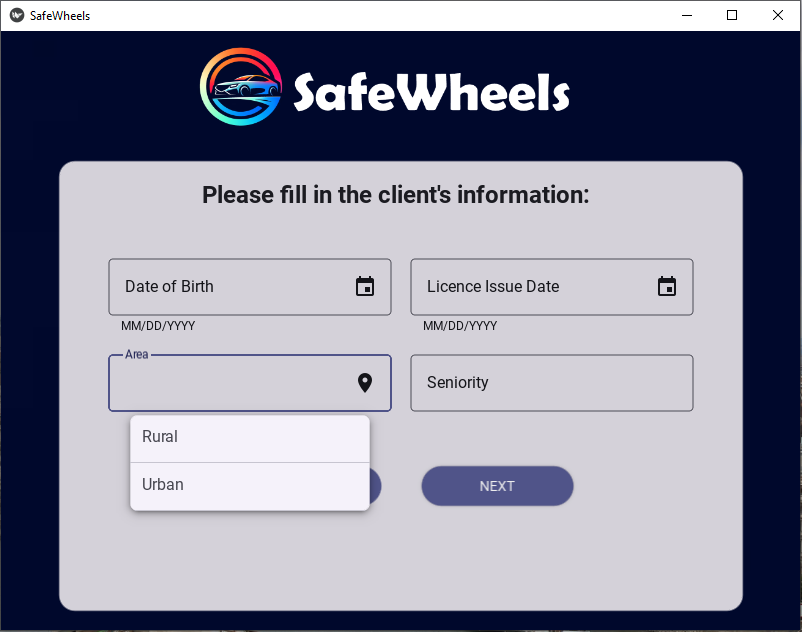 SafeWheels
SafeWheels
Please fill in the client's information:
Date of Birth
Licence Issue Date
MM/DD/YYYY
MM/DD/YYYY
Area
Seniority
Rural
Urban
NEXT